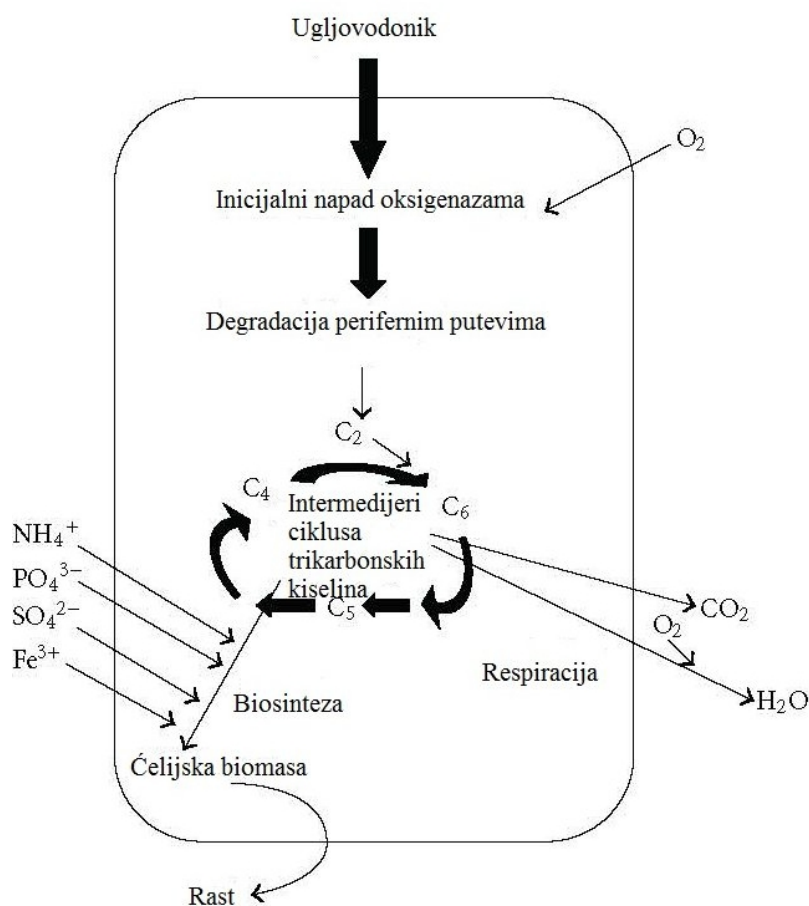 Ugljovodonik
O₂
Inicijalni napad oksigenazama
Degradacija perifernim putevima
C₂
C₄
Intermedijeri
ciklusa
trikarbonskih
kiselina
C₆
C₅
NH₄⁺
PO₄³⁻
SO₄²⁻
Fe³⁺
CO₂
O₂
H₂O
Respiracija
Biosinteza
Ćelijska biomasa
Rast